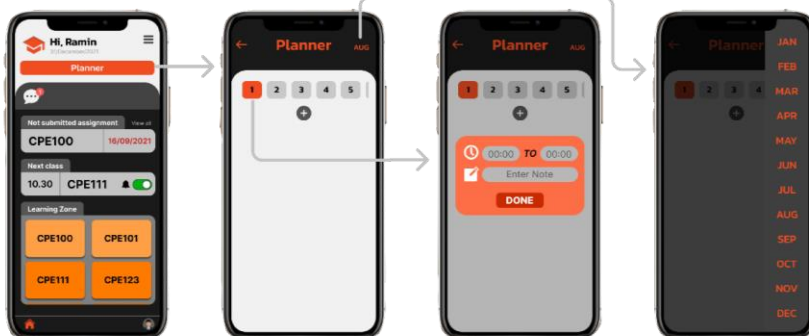 Hi, Ramin
Planner
1
Not submitted assignment View all
CPE100 16/09/2021
Next class
10.30 CPE111
Learning Zone
CPE100 CPE101
CPE111 CPE123
Planner AUG
1 2 3 4 5
Planner AUG
1 2 3 4 5
00:00 TO 00:00
Enter Note
DONE
Planner
1 2 3 4
JAN
FEB
MAR
APR
MAY
JUN
JUL
AUG
SEP
OCT
NOV
DEC